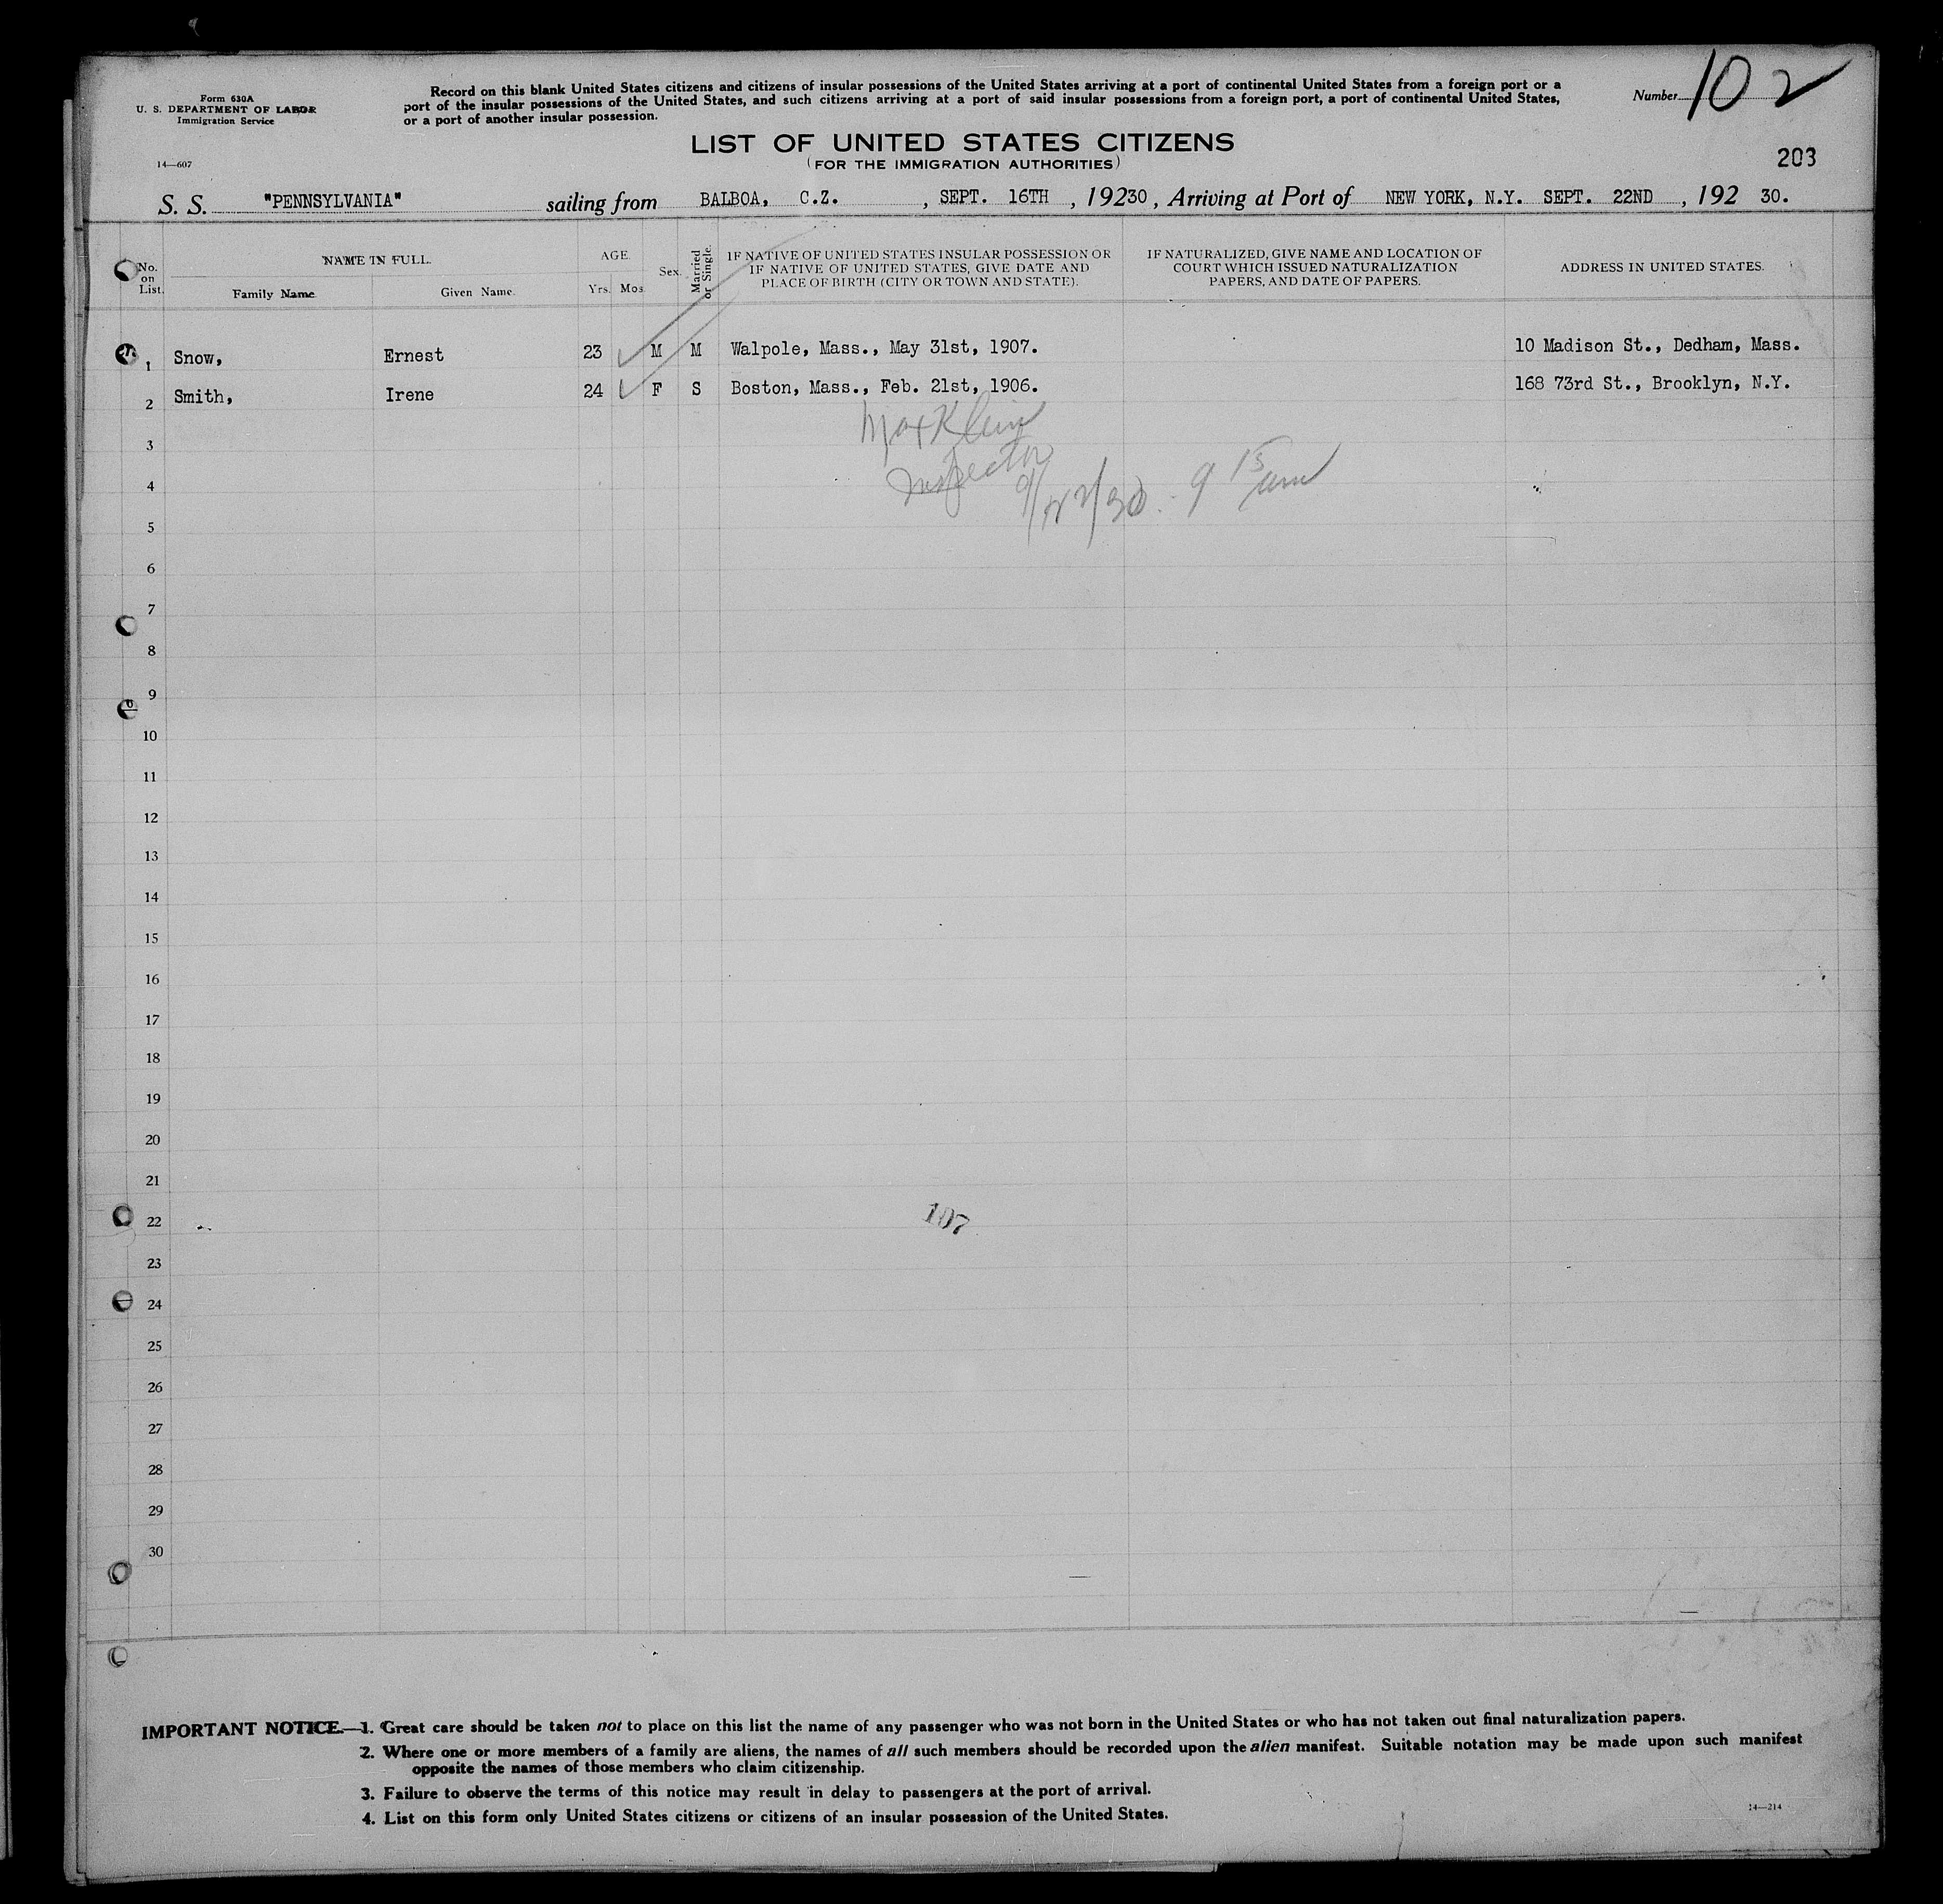 Form 630A
U. S. DEPARTMENT OF LABOR
Immigration Service
14—607
Record on this blank United States citizens and citizens of insular possessions of the United States arriving at a port of continental United States from a foreign port or a
port of the insular possessions of the United States, and such citizens arriving at a port of said insular possessions from a foreign port, a port of continental United States,
or a port of another insular possession.
Number 102
LIST OF UNITED STATES CITIZENS
(FOR THE IMMIGRATION AUTHORITIES)
203
S. S. "PENNSYLVANIA" sailing from BALBOA, C.Z. , SEPT. 16TH , 19230 , Arriving at Port of NEW YORK, N.Y. SEPT. 22ND , 192 30.
No. on List.
NAME IN FULL.
Family Name
Given Name.
AGE.
Yrs. Mos.
Sex.
Married or Single.
IF NATIVE OF UNITED STATES INSULAR POSSESSION OR
IF NATIVE OF UNITED STATES, GIVE DATE AND
PLACE OF BIRTH (CITY OR TOWN AND STATE).
IF NATURALIZED, GIVE NAME AND LOCATION OF
COURT WHICH ISSUED NATURALIZATION
PAPERS, AND DATE OF PAPERS.
ADDRESS IN UNITED STATES.
1 Snow, Ernest 23 M M Walpole, Mass., May 31st, 1907. 10 Madison St., Dedham, Mass.
2 Smith, Irene 24 F S Boston, Mass., Feb. 21st, 1906. 168 73rd St., Brooklyn, N.Y.
Max Klein
Inspector
9/22/30. 9 15 am
3
4
5
6
7
8
9
10
11
12
13
14
15
16
17
18
19
20
21
22
107
23
24
25
26
27
28
29
30
IMPORTANT NOTICE.—1. Great care should be taken not to place on this list the name of any passenger who was not born in the United States or who has not taken out final naturalization papers.
2. Where one or more members of a family are aliens, the names of all such members should be recorded upon the alien manifest. Suitable notation may be made upon such manifest
opposite the names of those members who claim citizenship.
3. Failure to observe the terms of this notice may result in delay to passengers at the port of arrival.
4. List on this form only United States citizens or citizens of an insular possession of the United States.
14—214